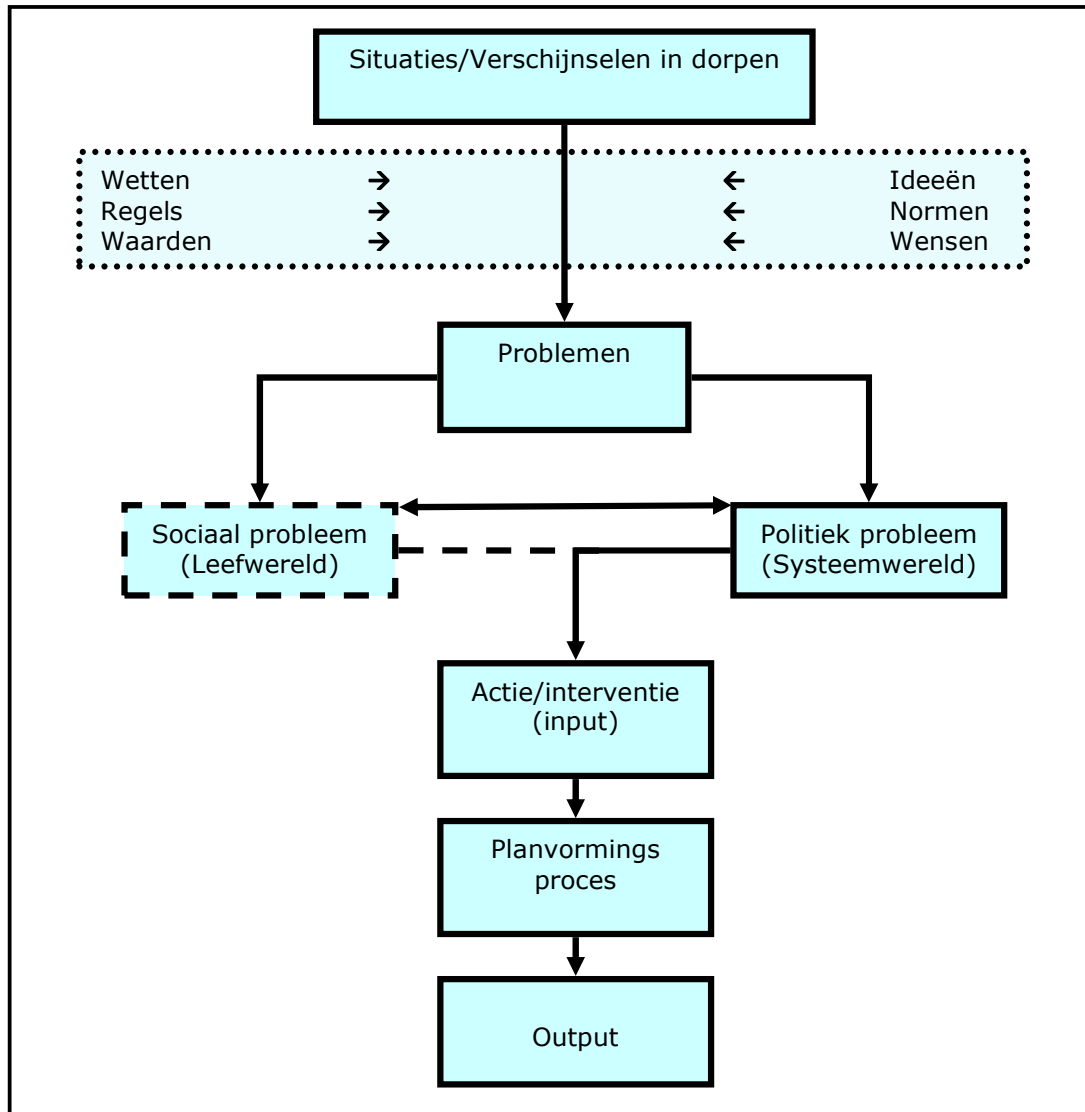 Situaties/Verschijnselen in dorpen
Wetten → ← Ideeën
Regels → ← Normen
Waarden → ← Wensen
Problemen
Sociaal probleem
(Leefwereld)
Politiek probleem
(Systeemwereld)
Actie/interventie
(input)
Planvormings
proces
Output